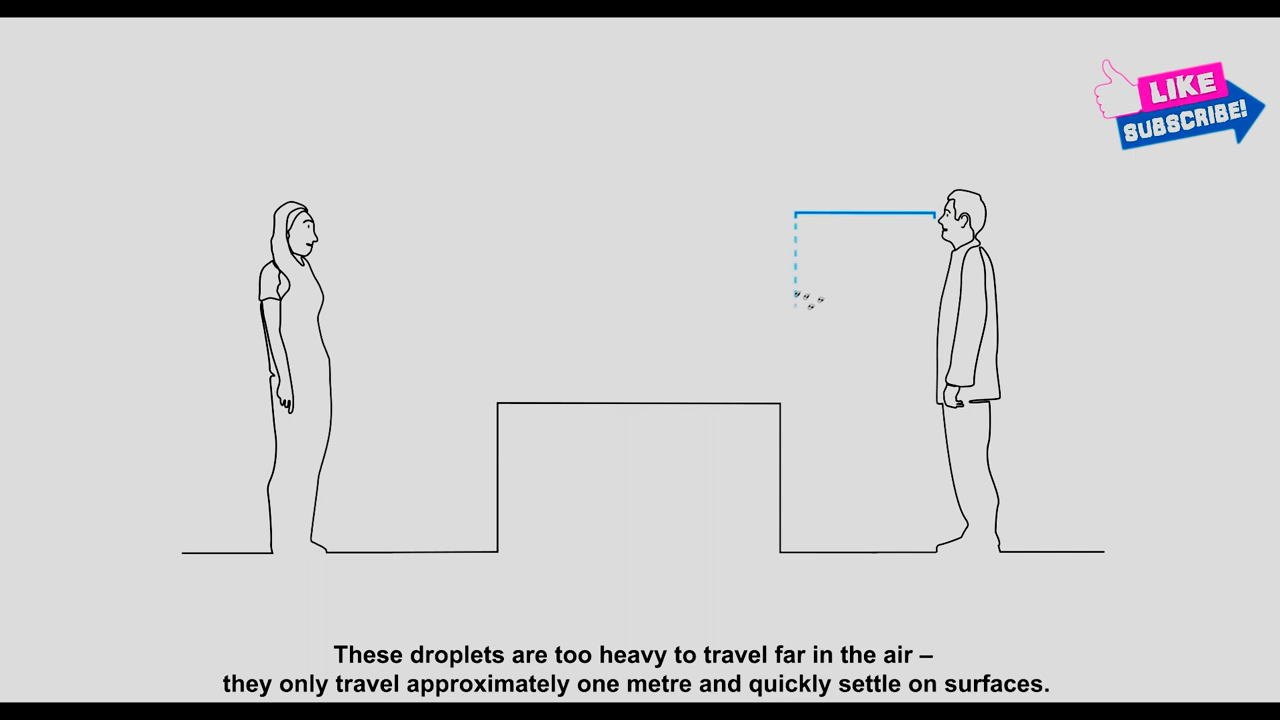 LIKE
SUBSCRIBE!
These droplets are too heavy to travel far in the air –
they only travel approximately one metre and quickly settle on surfaces.